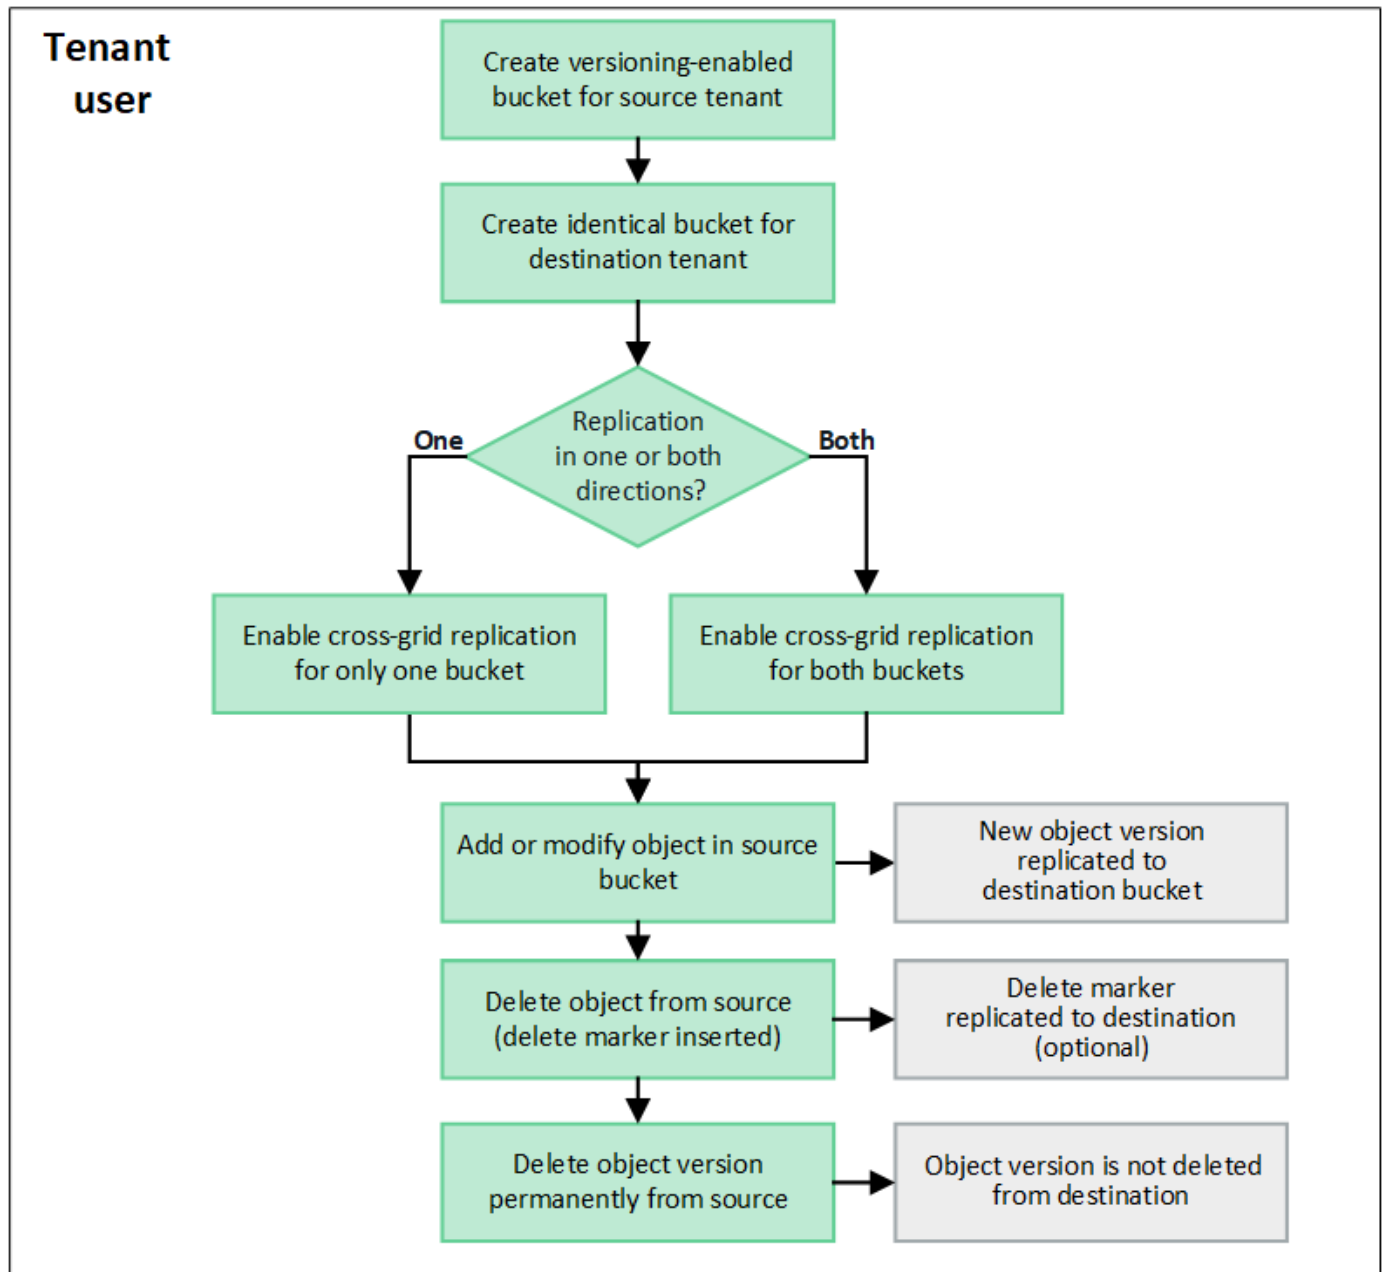 Tenant
user
Create versioning-enabled
bucket for source tenant
Create identical bucket for
destination tenant
Replication
in one or both
directions?
One
Both
Enable cross-grid replication
for only one bucket
Enable cross-grid replication
for both buckets
Add or modify object in source
bucket
New object version
replicated to
destination bucket
Delete object from source
(delete marker inserted)
Delete marker
replicated to destination
(optional)
Delete object version
permanently from source
Object version is not deleted
from destination